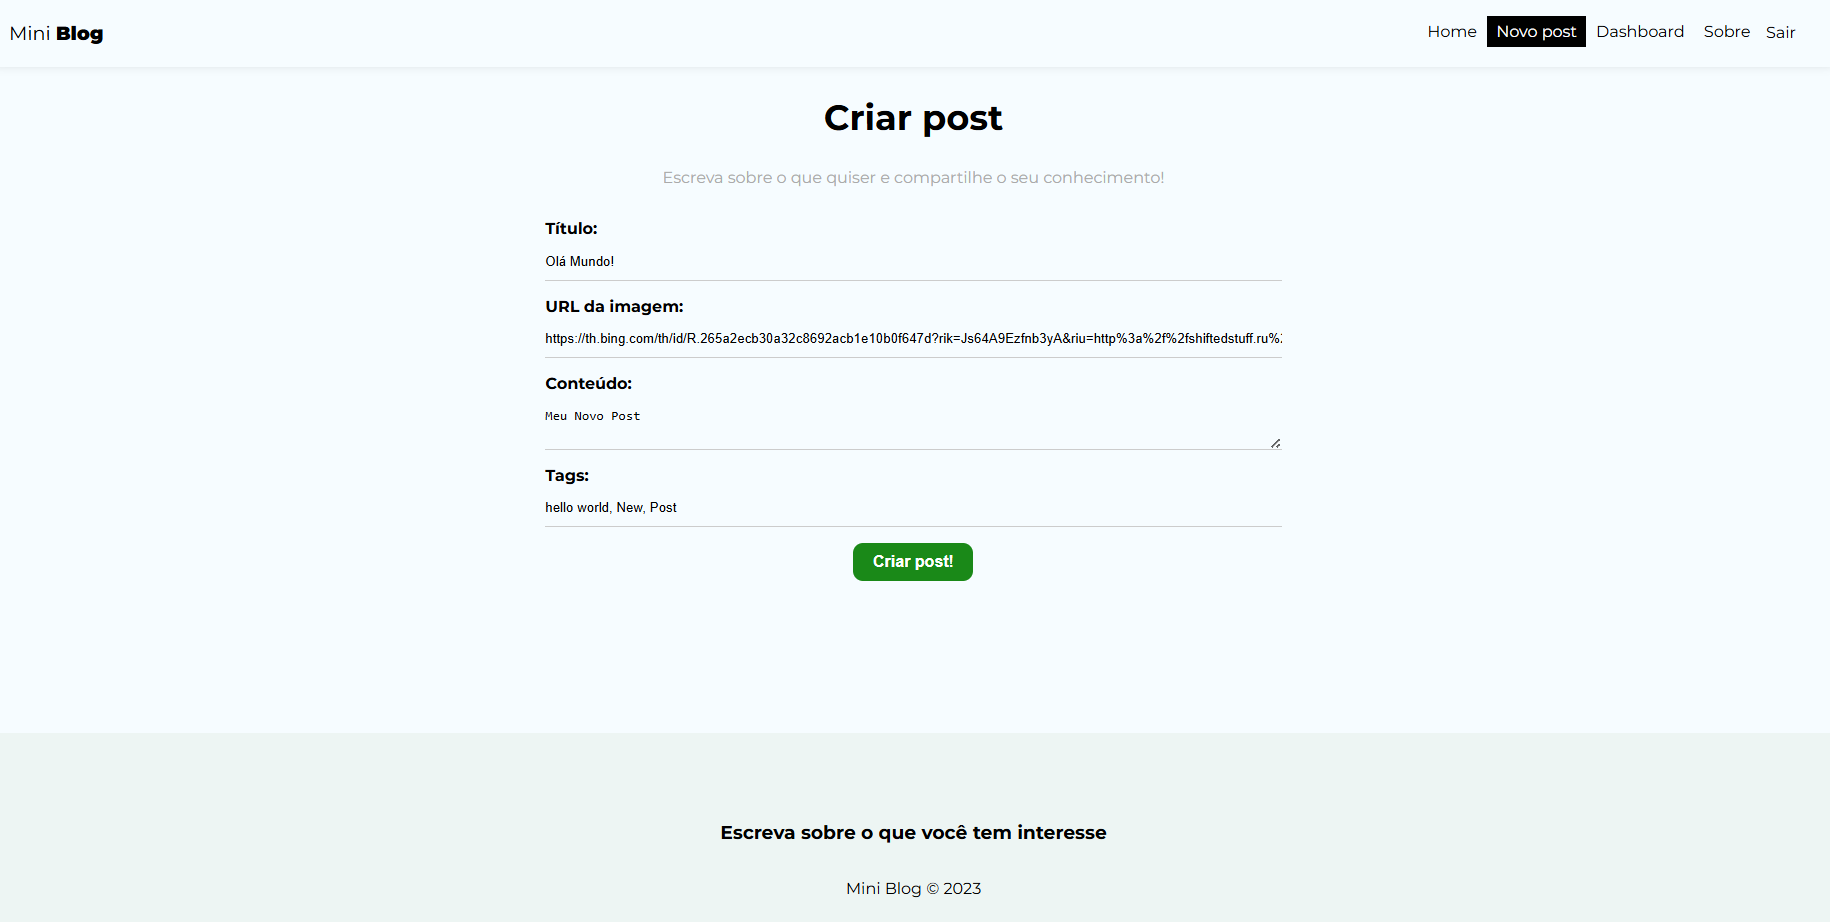 Mini Blog
Home Novo post Dashboard Sobre Sair
Criar post
Escreva sobre o que quiser e compartilhe o seu conhecimento!
Título:
Olá Mundo!
URL da imagem:
https://th.bing.com/th/id/R.265a2ecb30a32c8692acb1e10b0f647d?rik=Js64A9Ezfnb3yA&riu=http%3a%2f%2fshiftedstuff.ru%
Conteúdo:
Meu Novo Post
Tags:
hello world, New, Post
Criar post!
Escreva sobre o que você tem interesse
Mini Blog © 2023